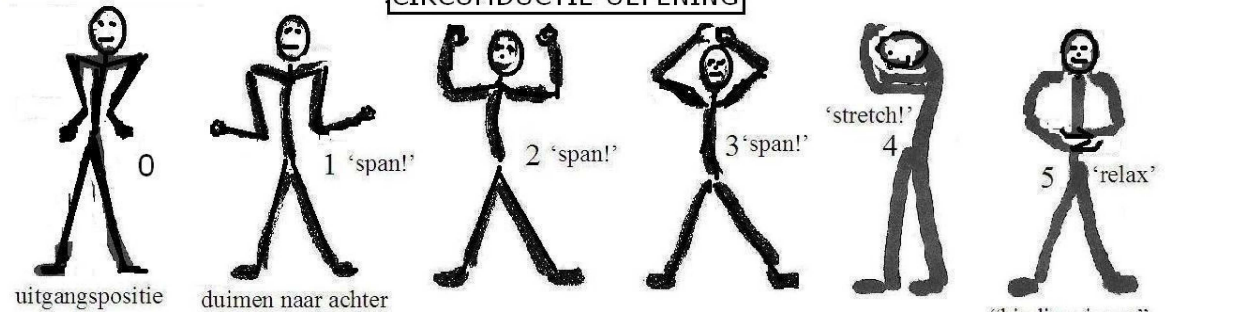 CIRCUMDUCTIE OEFENING
0
1 ‘span!’
2 ‘span!’
3 ‘span!’
‘stretch!’
4
5 ‘relax’
uitgangspositie
duimen naar achter